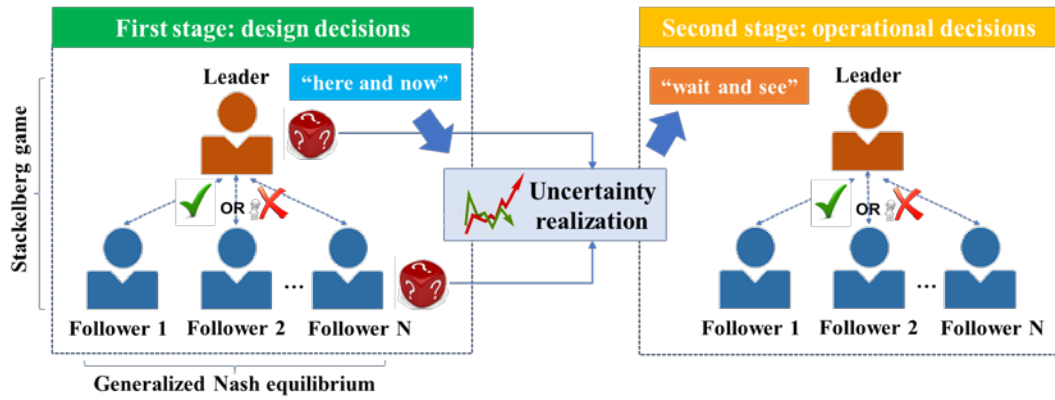 First stage: design decisions
Second stage: operational decisions
Leader
"here and now"
"wait and see"
Leader
Stackelberg game
? ? ?
OR
Uncertainty
realization
OR
? ? ?
...
...
Follower 1 Follower 2 Follower N
Follower 1 Follower 2 Follower N
Generalized Nash equilibrium